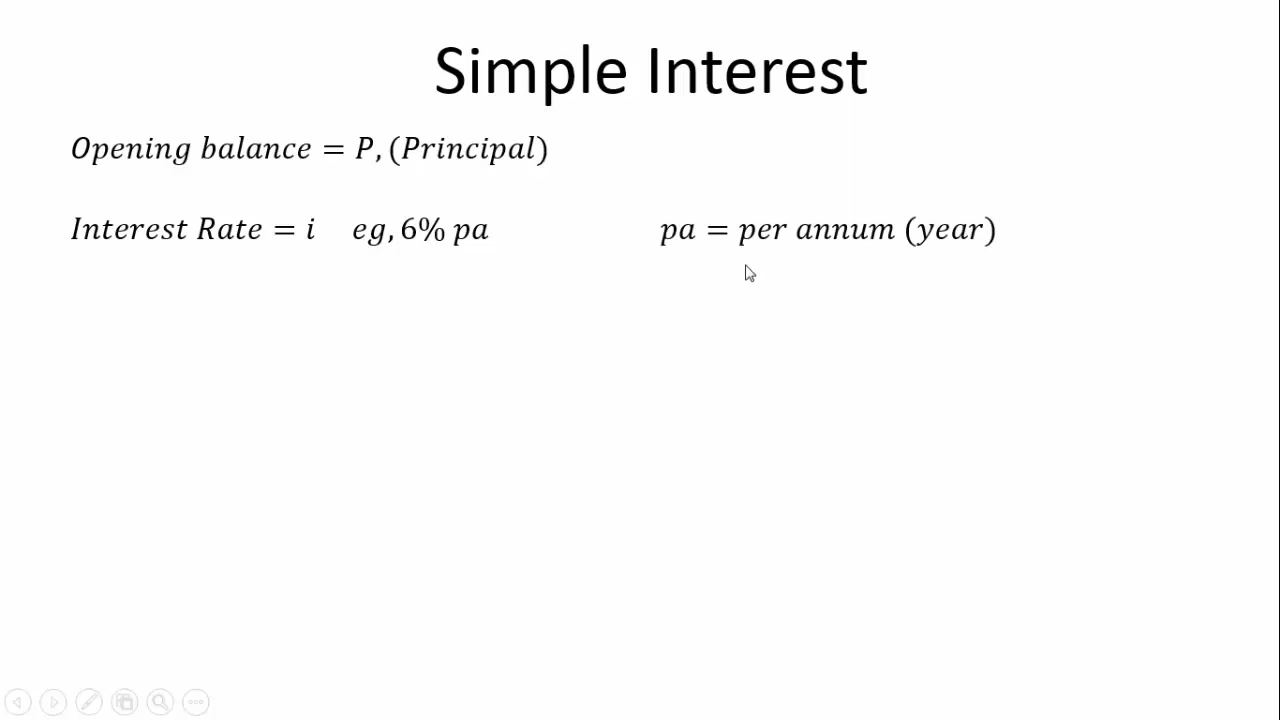 Simple Interest
Opening balance = P, (Principal)
Interest Rate = i eg, 6% pa pa = per annum (year)